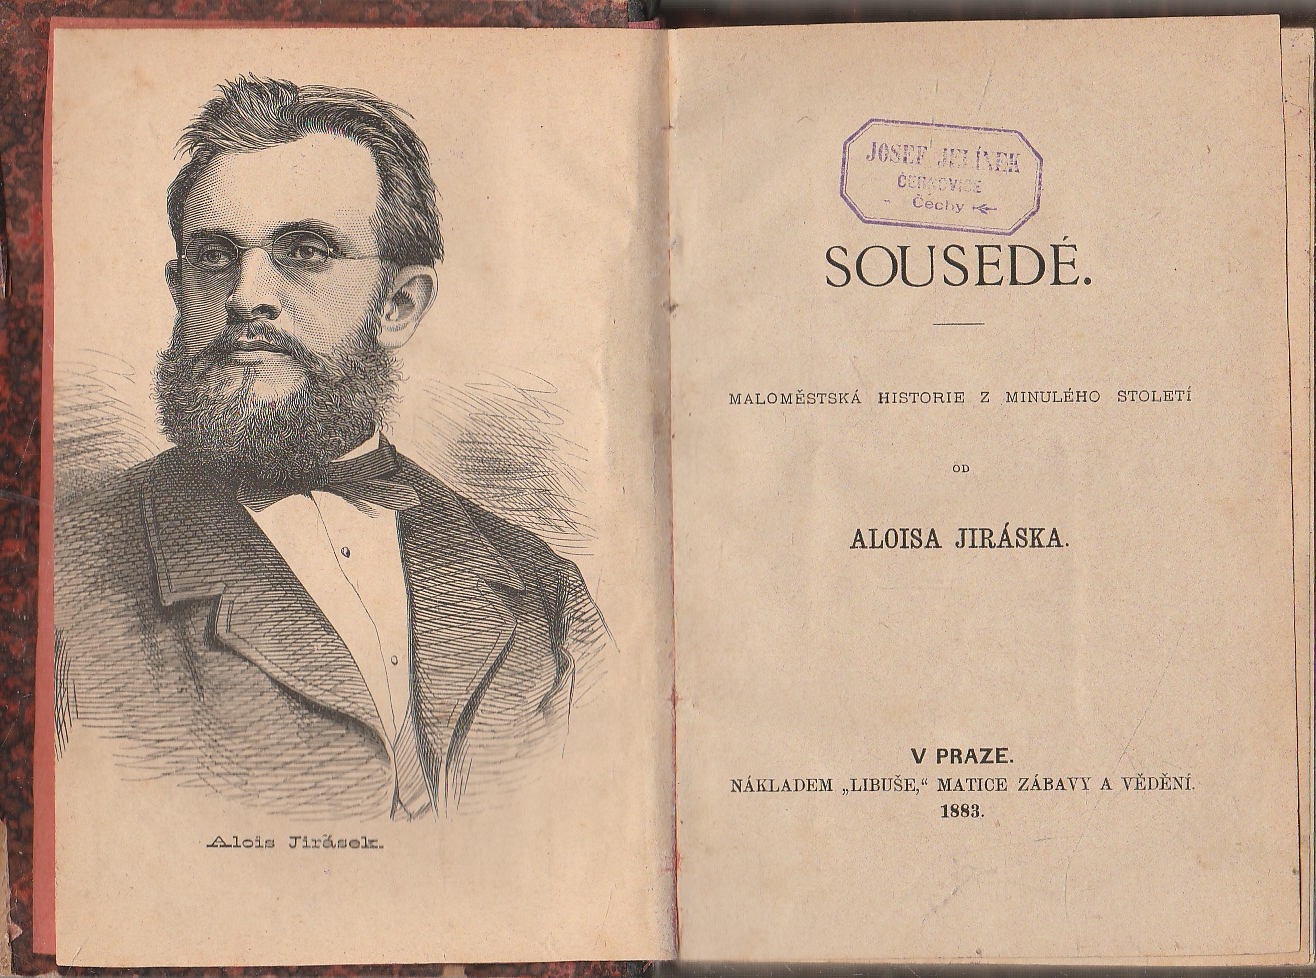 Alois Jirásek.
JOSEF JELÍNEK
Čechy
SOUSEDÉ.
MALOMĚSTSKÁ HISTORIE Z MINULÉHO STOLETÍ
OD
ALOISA JIRÁSKA.
V PRAZE.
NÁKLADEM „LIBUŠE,“ MATICE ZÁBAVY A VĚDĚNÍ.
1883.